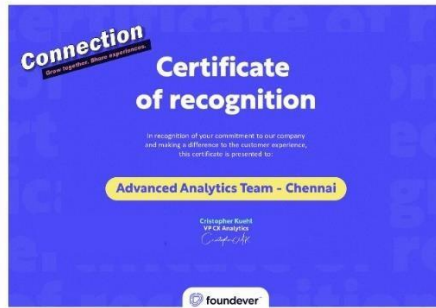 Connection
Grow together. Share experiences.
Certificate
of recognition
In recognition of your commitment to our company
and making a difference to the customer experience,
this certificate is presented to:
Advanced Analytics Team - Chennai
Cristopher Kuehl
VP CX Analytics
foundever